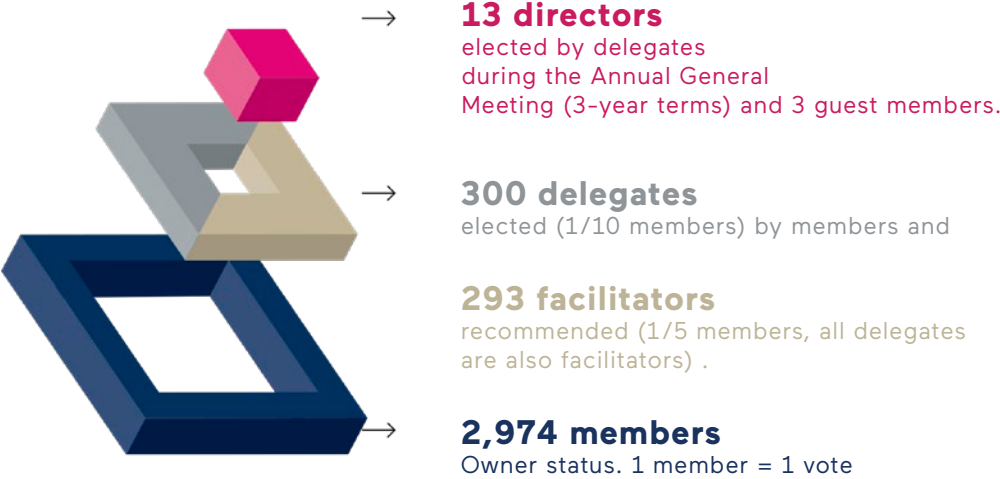 13 directors
elected by delegates
during the Annual General
Meeting (3-year terms) and 3 guest members.
300 delegates
elected (1/10 members) by members and
293 facilitators
recommended (1/5 members, all delegates
are also facilitators) .
2,974 members
Owner status. 1 member = 1 vote